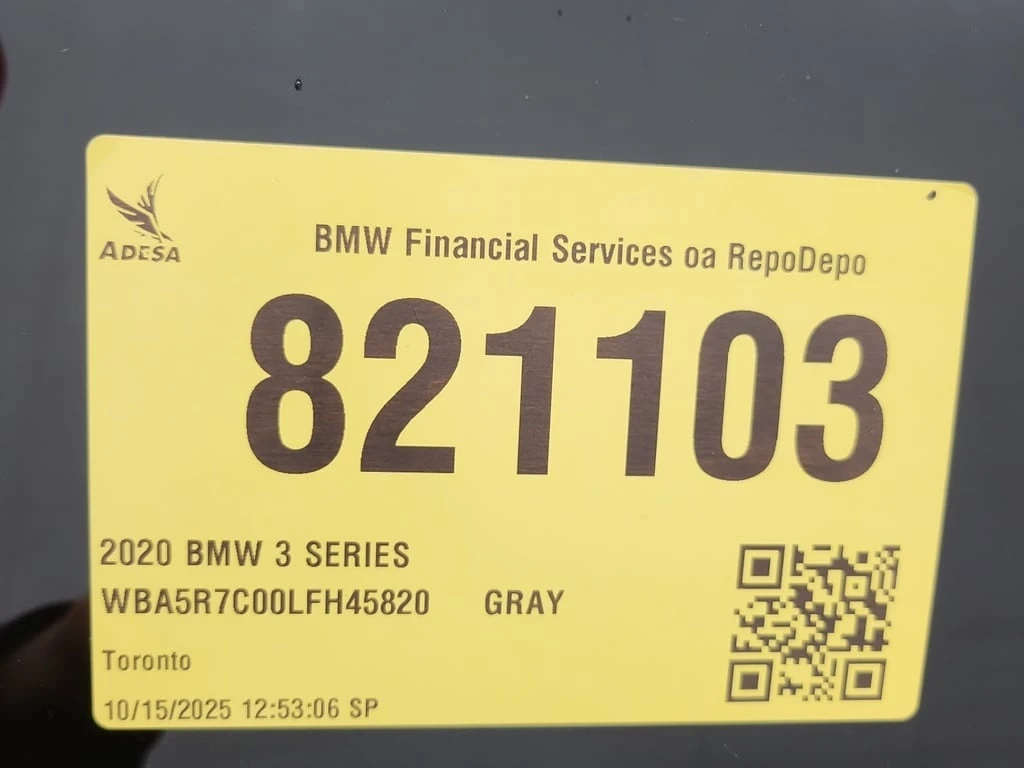 ADESA
BMW Financial Services oa RepoDepo
821103
2020 BMW 3 SERIES
WBA5R7C00LFH45820 GRAY
Toronto
10/15/2025 12:53:06 SP